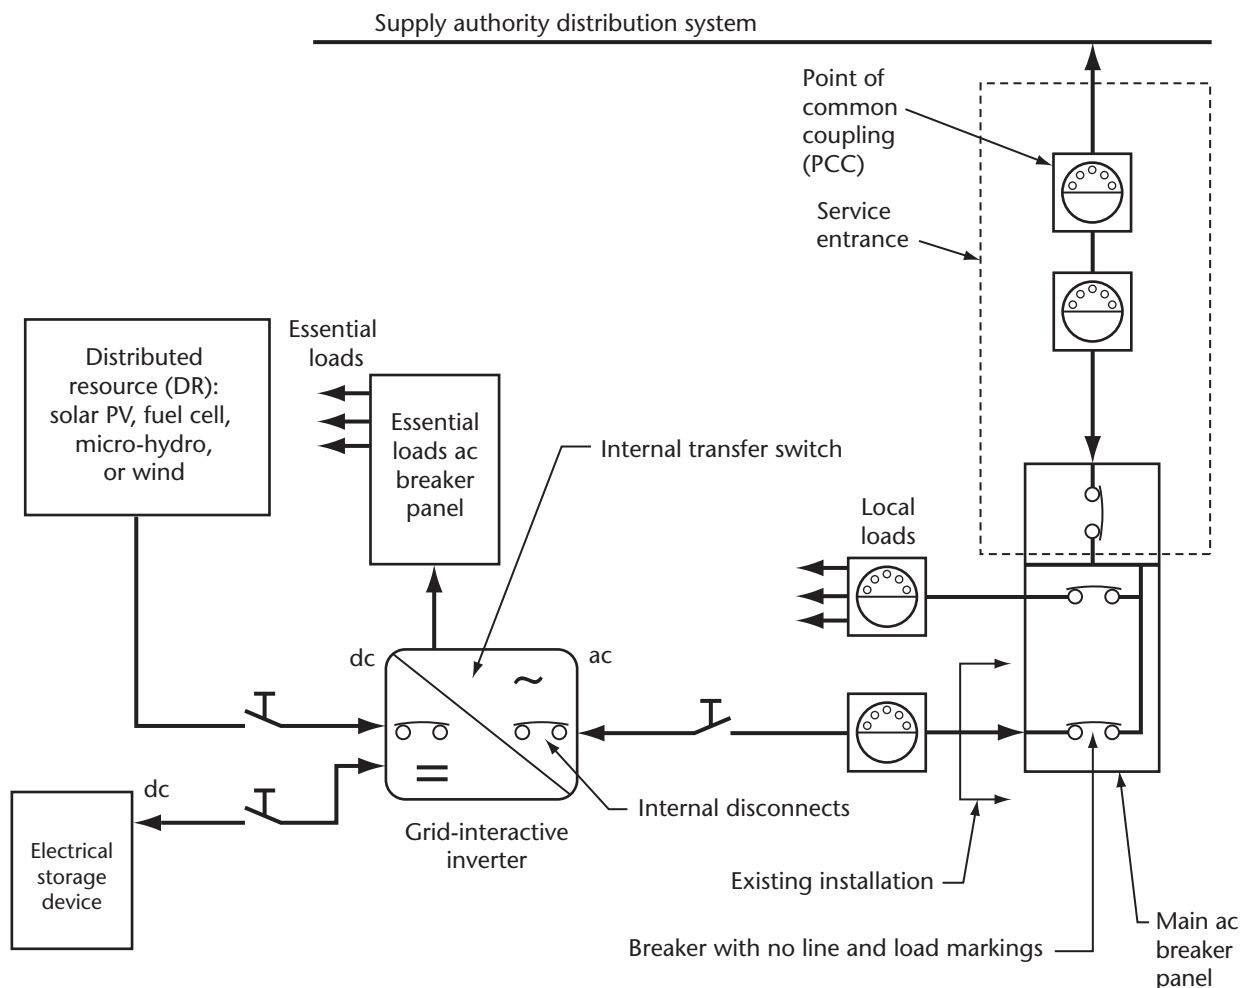 Supply authority distribution system
Point of
common
coupling
(PCC)
Service
entrance
Distributed
resource (DR):
solar PV, fuel cell,
micro-hydro,
or wind
Essential
loads
Essential
loads ac
breaker
panel
Internal transfer switch
Local
loads
dc
ac
~
=
dc
Internal disconnects
Grid-interactive
inverter
Electrical
storage
device
Existing installation
Breaker with no line and load markings
Main ac
breaker
panel